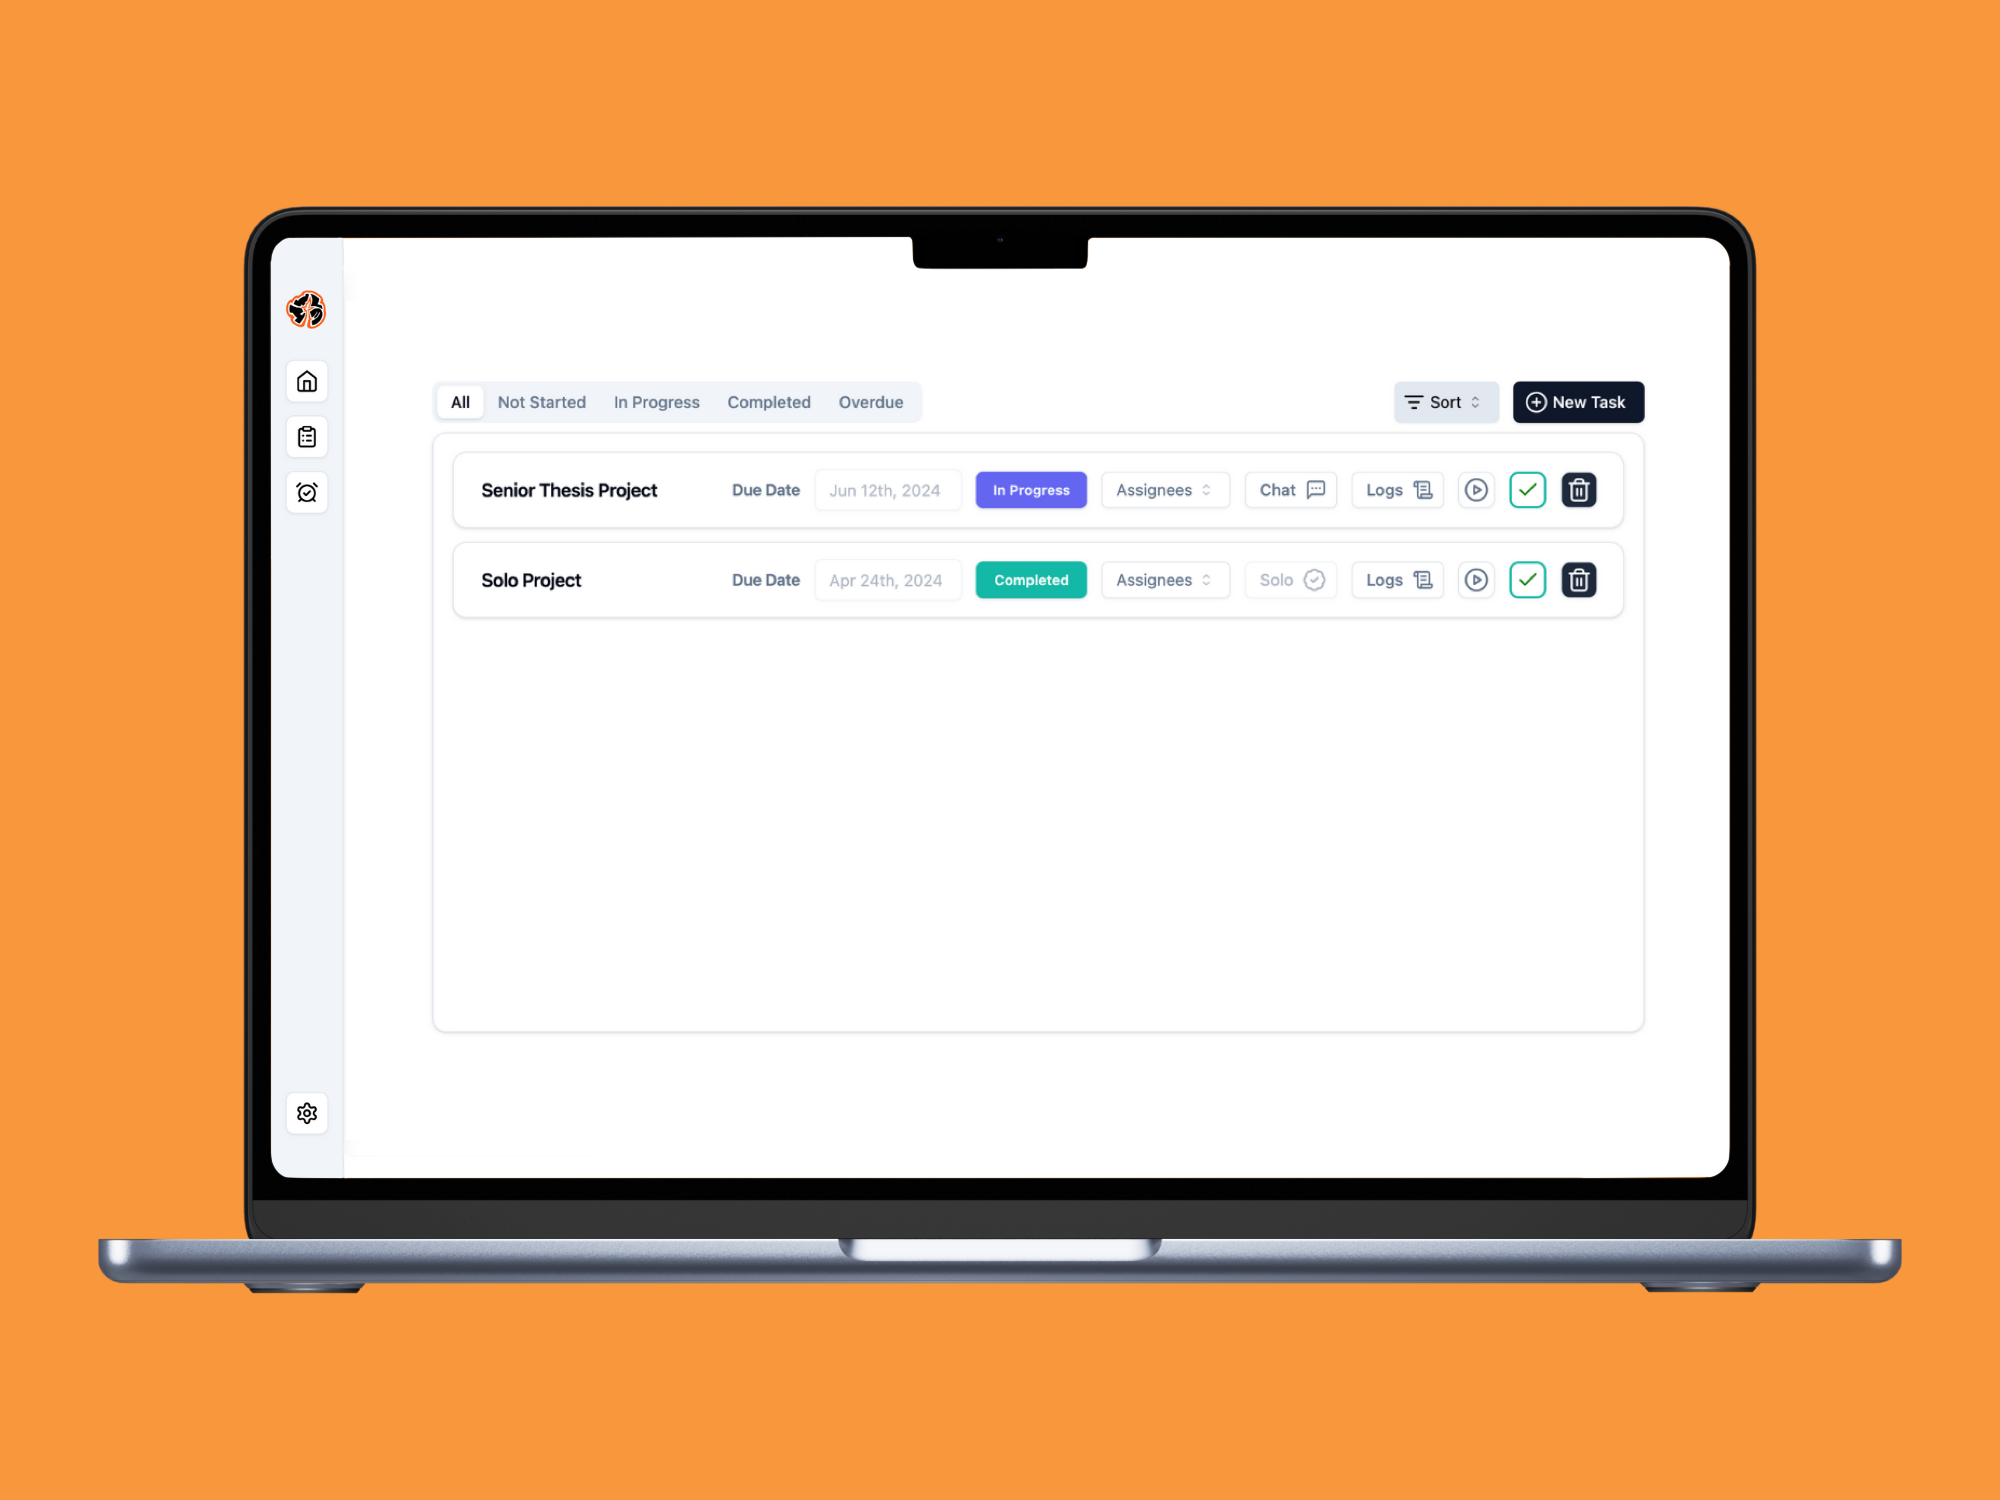 All Not Started In Progress Completed Overdue Sort New Task
Senior Thesis Project Due Date Jun 12th, 2024 In Progress Assignees Chat Logs
Solo Project Due Date Apr 24th, 2024 Completed Assignees Solo Logs